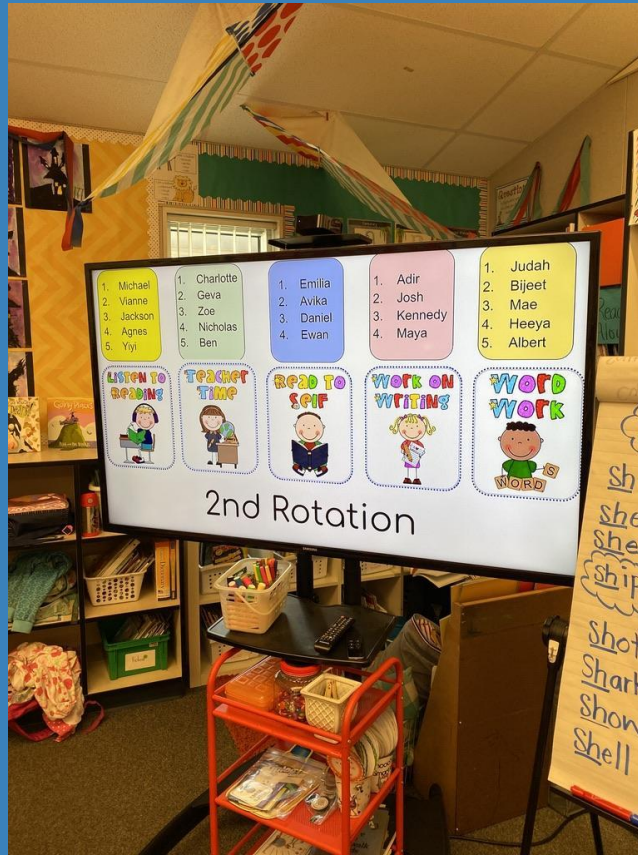 1. Michael
2. Vianne
3. Jackson
4. Agnes
5. Yiyi
1. Charlotte
2. Geva
3. Zoe
4. Nicholas
5. Ben
1. Emilia
2. Avika
3. Daniel
4. Ewan
1. Adir
2. Josh
3. Kennedy
4. Maya
1. Judah
2. Bijeet
3. Mae
4. Heeya
5. Albert
LISTEN TO
READING
TEACHER
TIME
READ TO
SELF
WORK ON
WRITING
WORD
WORK
WORDS
2nd Rotation
SAMSUNG
sh
she
she
ship
shot
Shar
Show
Shell